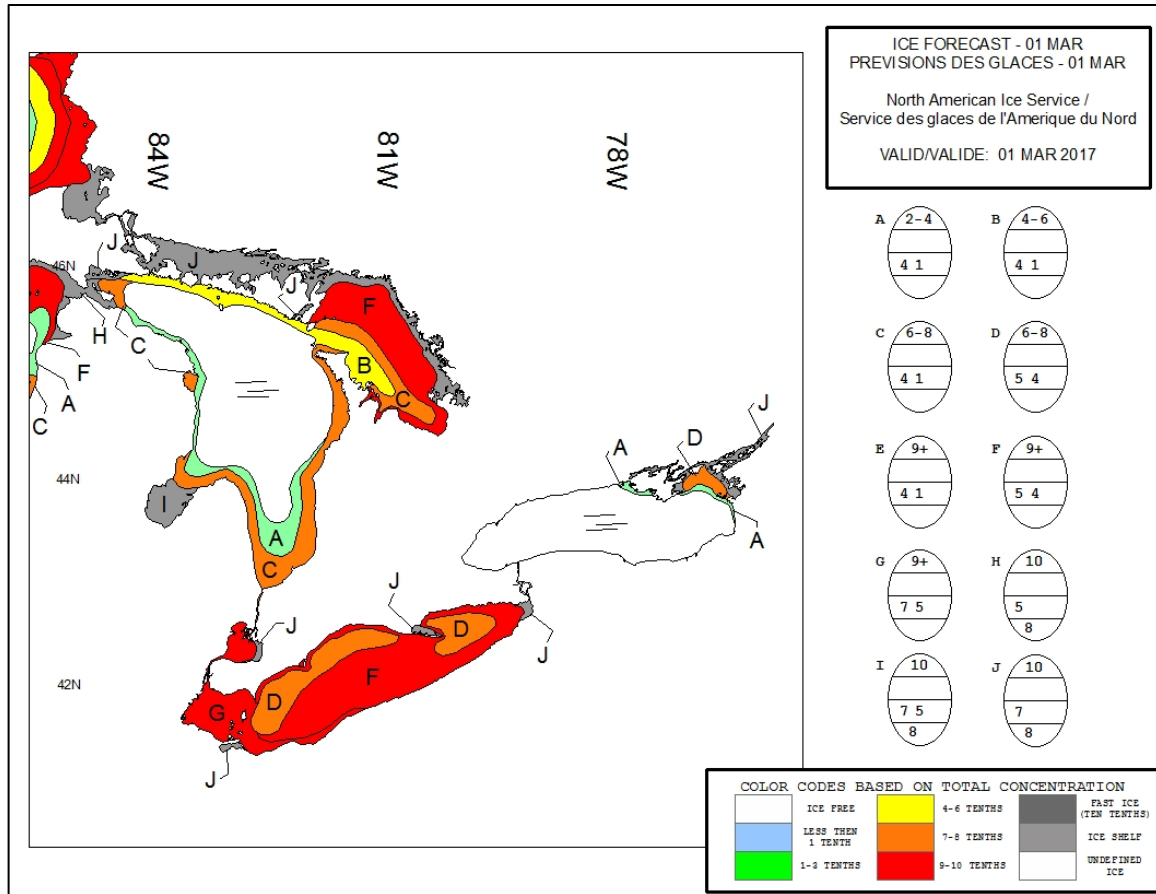 ICE FORECAST - 01 MAR
PREVISIONS DES GLACES - 01 MAR
North American Ice Service /
Service des glaces de l'Amerique du Nord
VALID/VALIDE: 01 MAR 2017
84W
81W
78W
46N
44N
42N
J
J
J
F
H
C
F
A
C
B
C
I
A
C
A
D
J
A
J
J
D
J
D
F
G
J
A
2-4
4 1
B
4-6
4 1
C
6-8
4 1
D
6-8
5 4
E
9+
4 1
F
9+
5 4
G
9+
7 5
H
10
5
8
I
10
7 5
8
J
10
7
8
COLOR CODES BASED ON TOTAL CONCENTRATION
ICE FREE
4-6 TENTHS
FAST ICE
(TEN TENTHS)
LESS THEN
1 TENTH
7-8 TENTHS
ICE SHELF
1-3 TENTHS
9-10 TENTHS
UNDEFINED
ICE